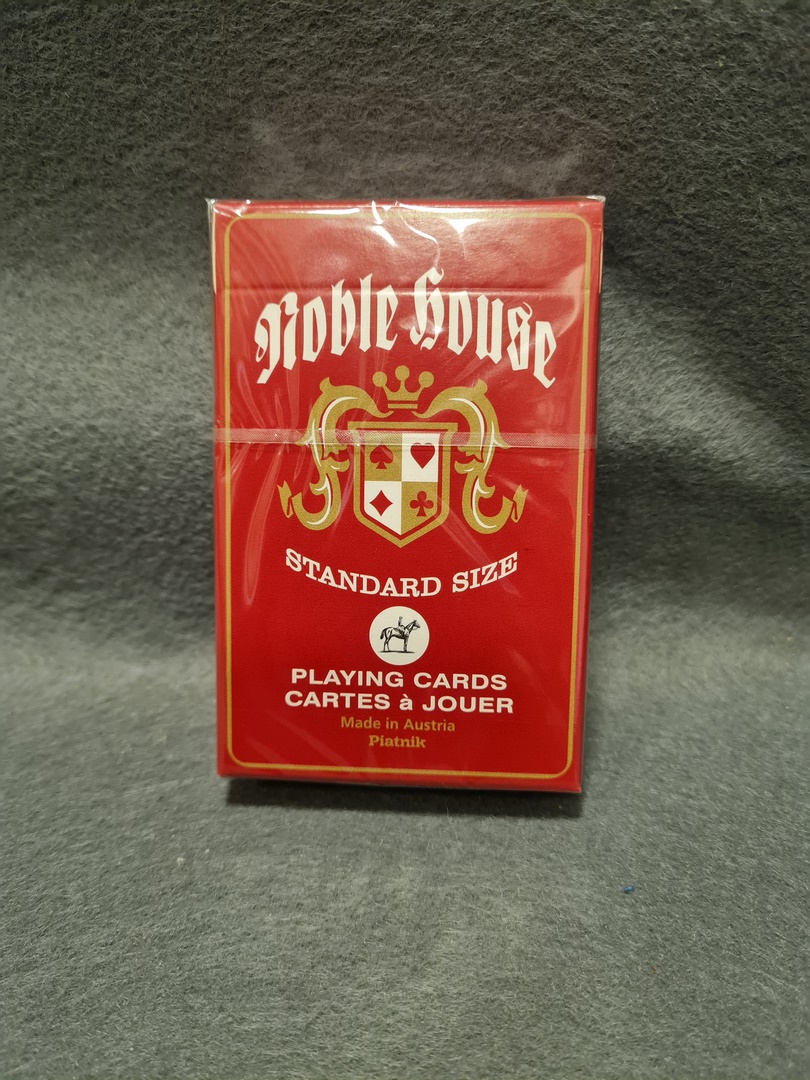 Noble House
STANDARD SIZE
PLAYING CARDS
CARTES à JOUER
Made in Austria
Piatnik